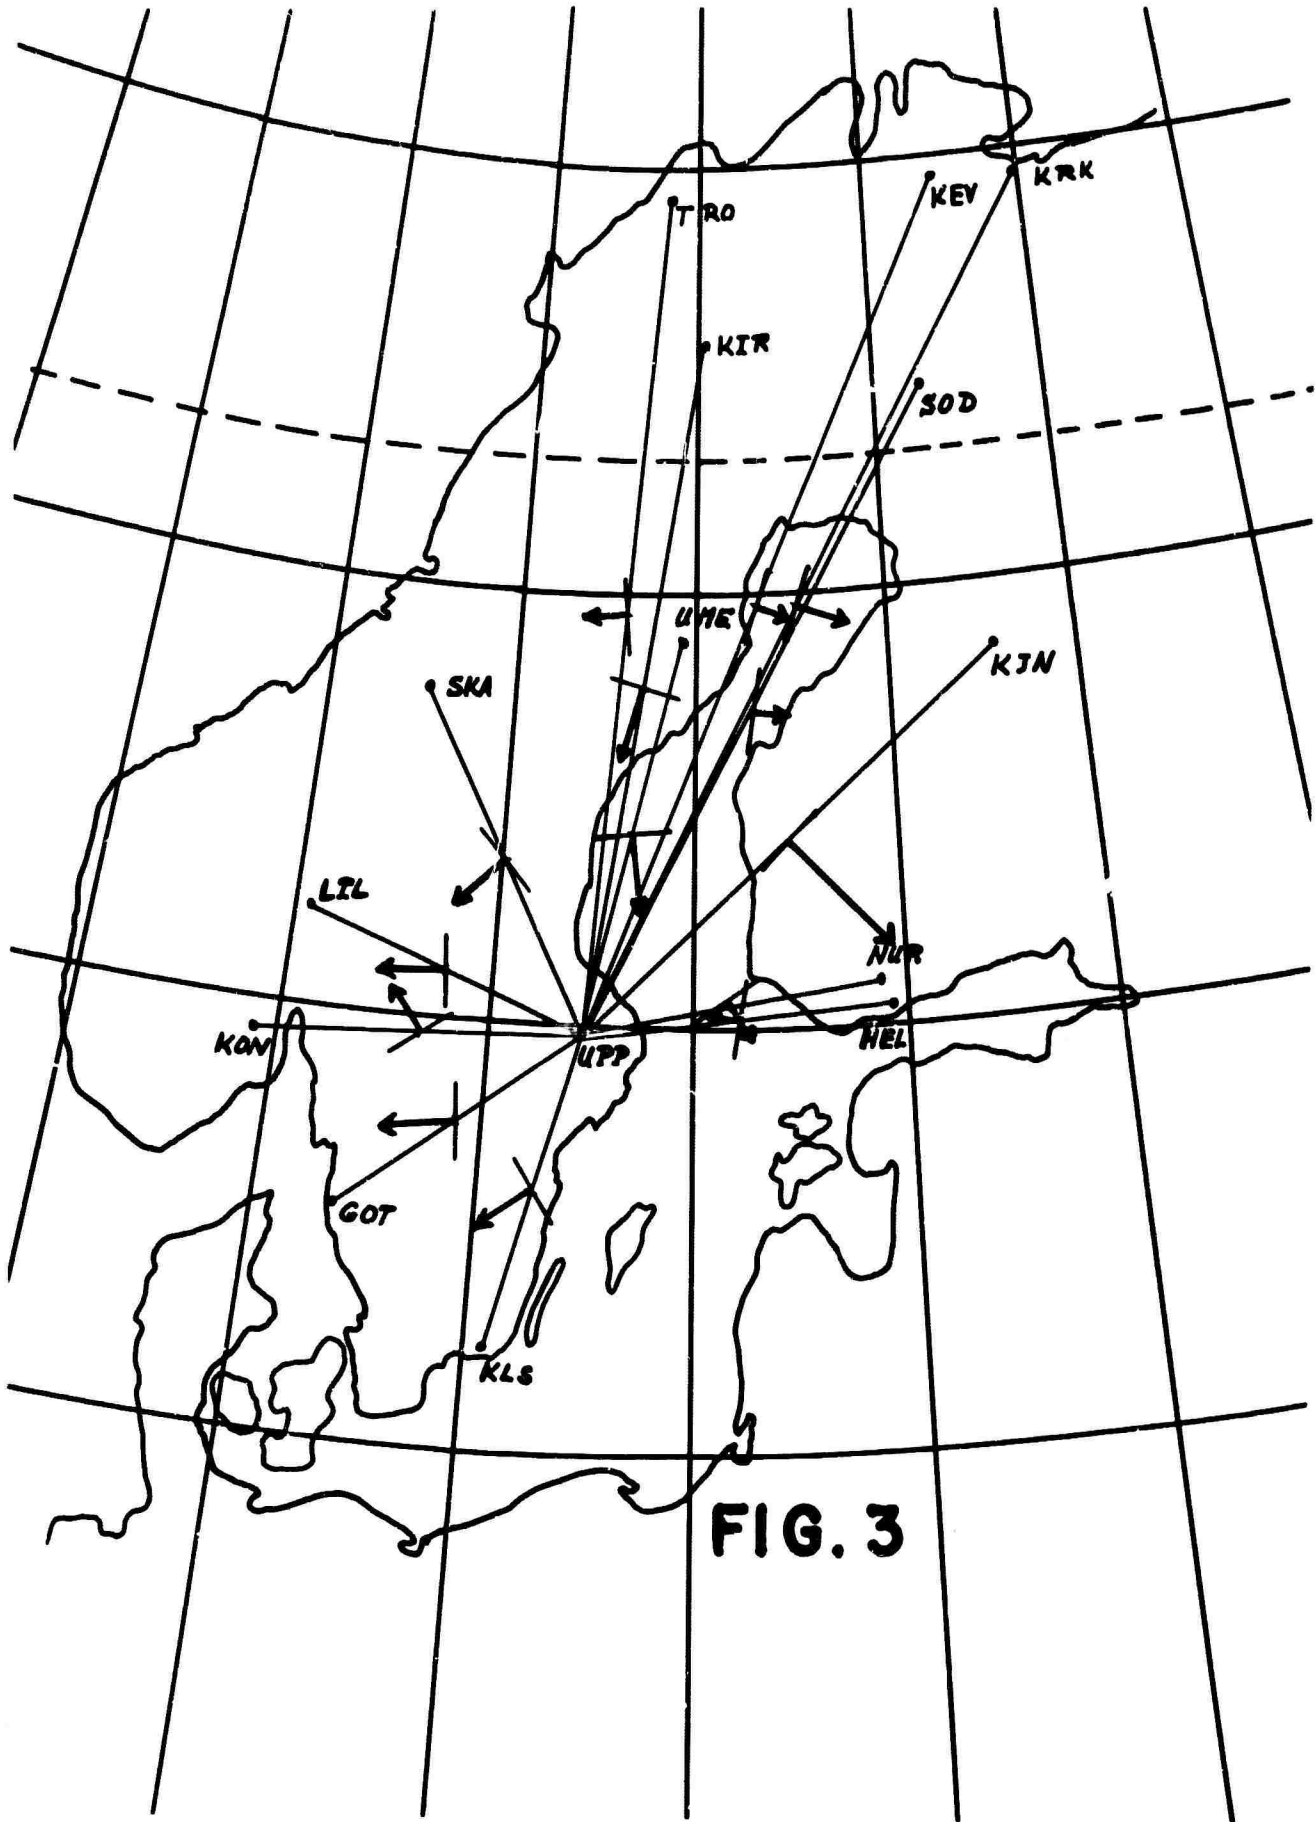 KRK
KEV
TRO
KIR
SOD
UME
KJN
SKA
LIL
NUR
KON
UPP
HEL
GOT
KLS
FIG. 3